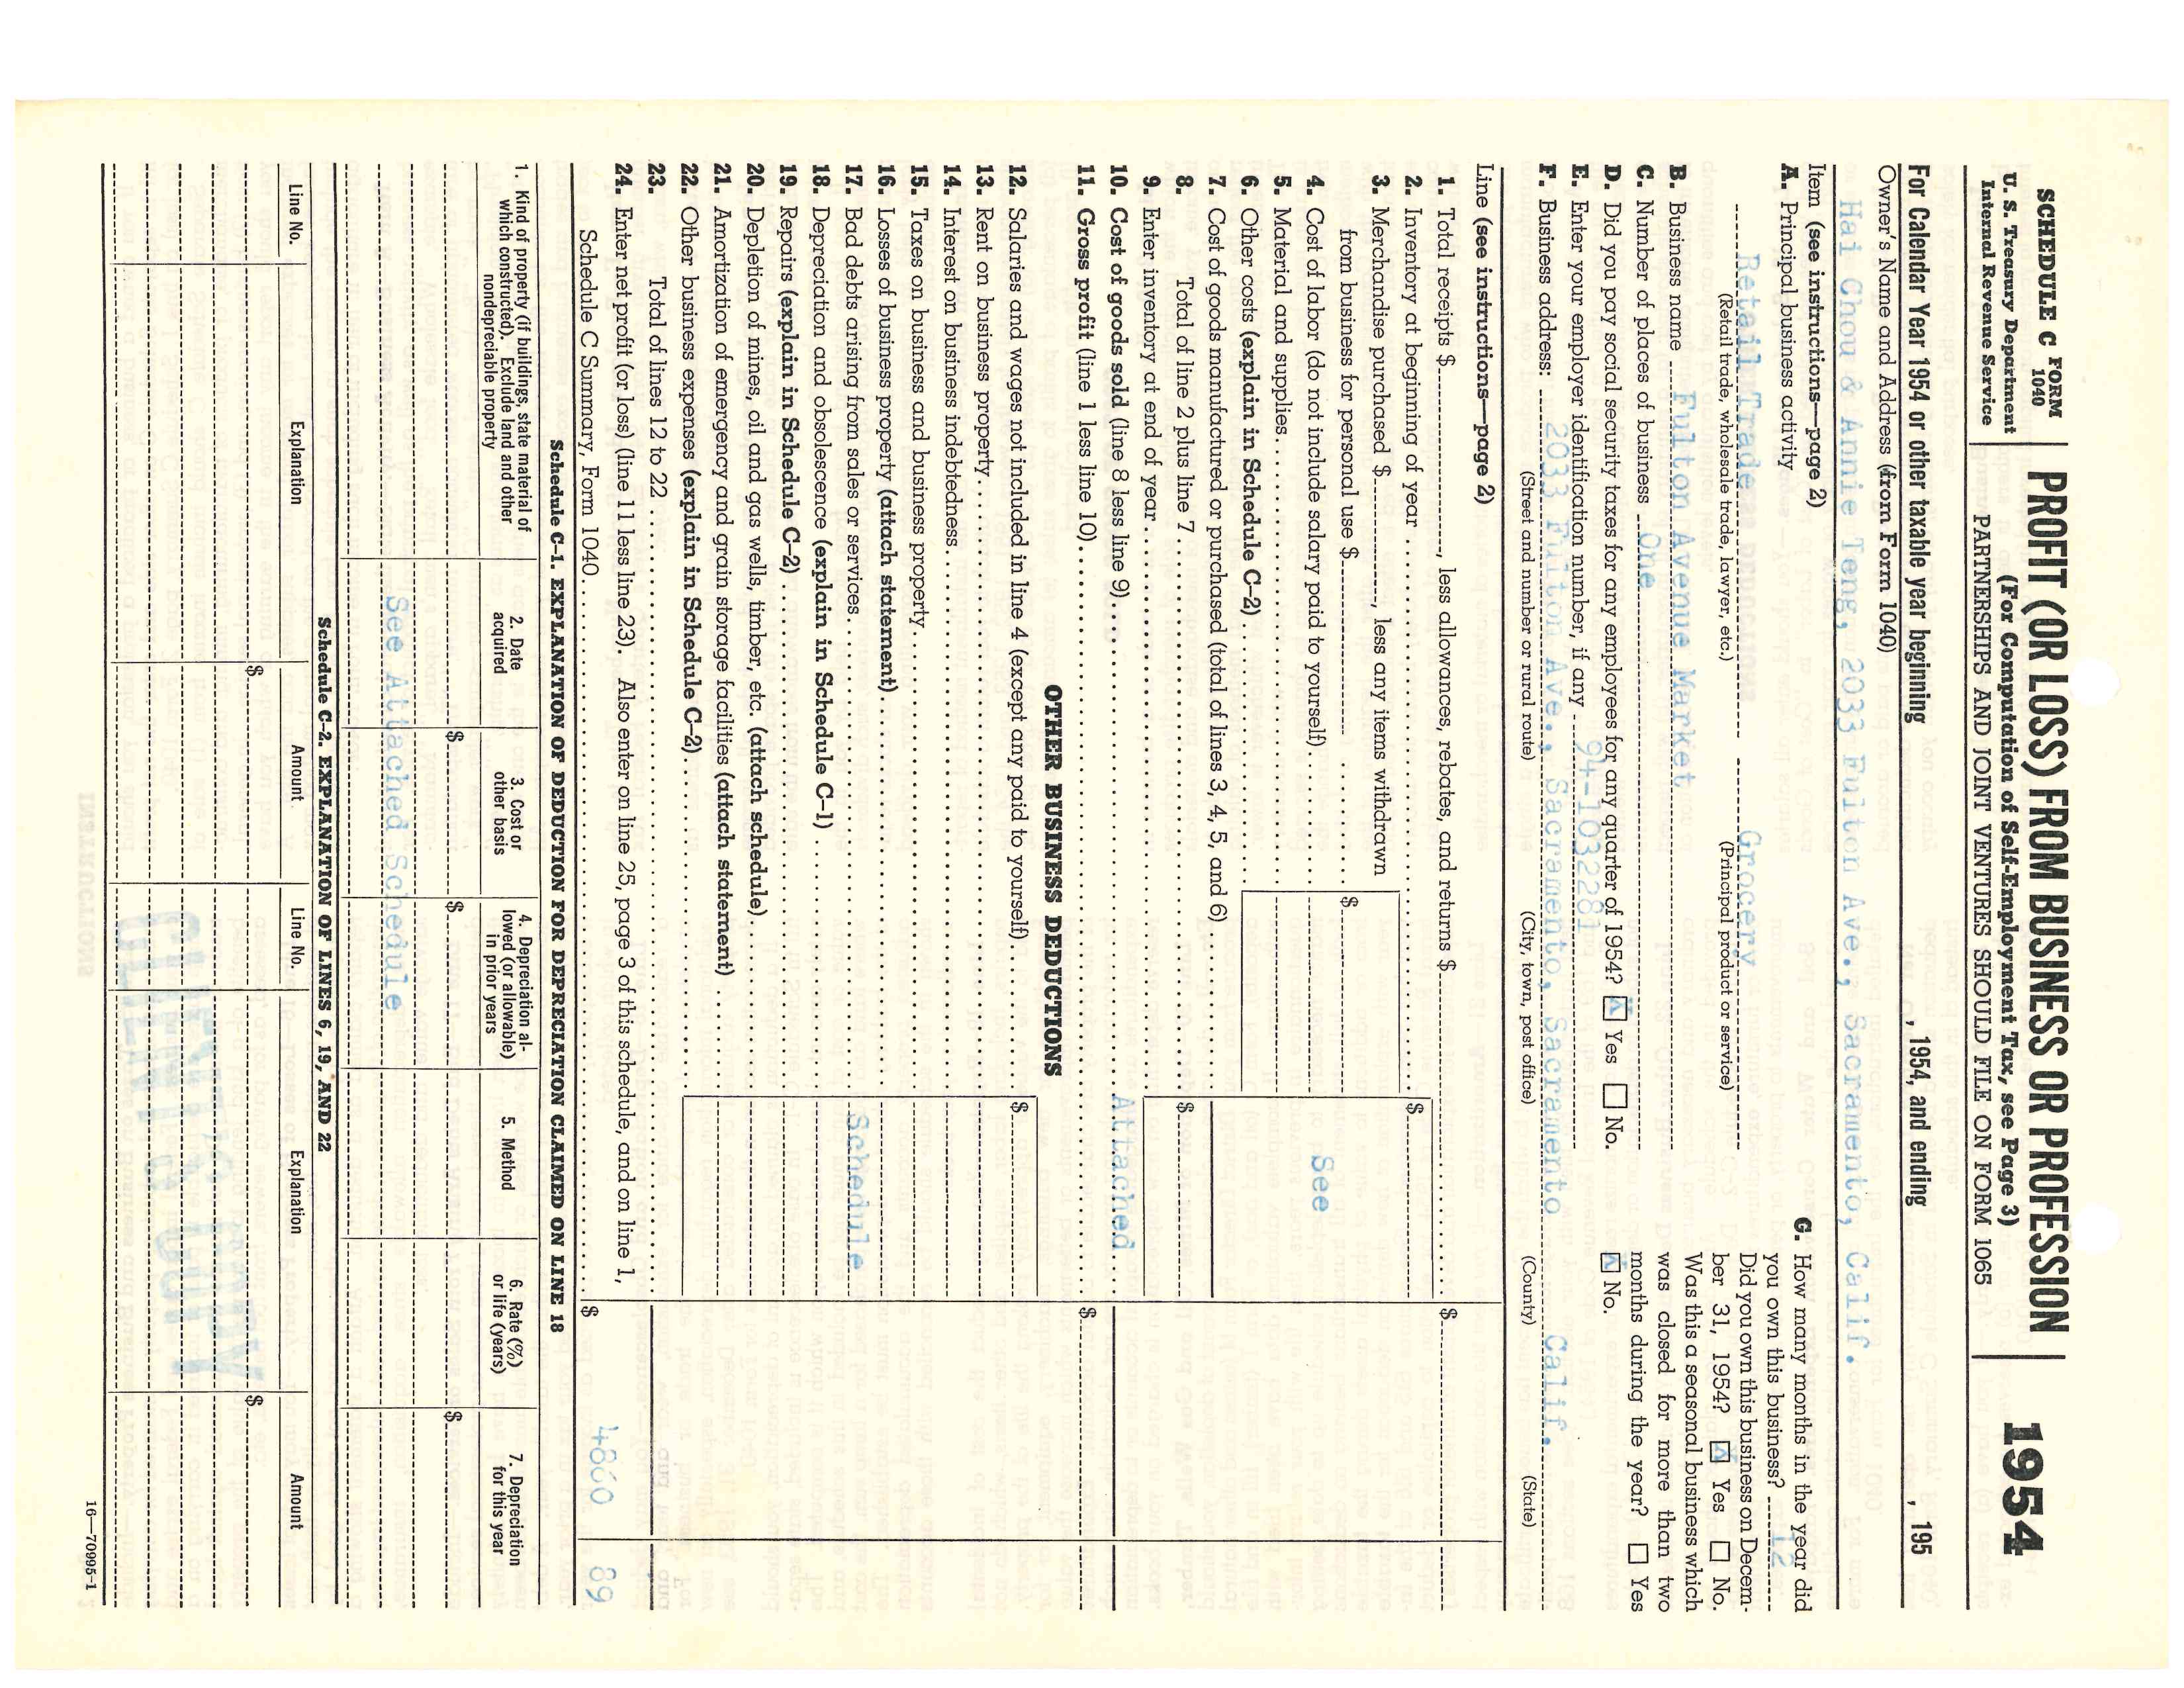 SCHEDULE C FORM 1040
U. S. Treasury Department
Internal Revenue Service
PROFIT (OR LOSS) FROM BUSINESS OR PROFESSION
(For Computation of Self-Employment Tax, see Page 3)
PARTNERSHIPS AND JOINT VENTURES SHOULD FILE ON FORM 1065
1954
For Calendar Year 1954 or other taxable year beginning , 1954, and ending , 195
Owner's Name and Address (from Form 1040)
Hai Chou & Annie Teng, 2033 Fulton Ave., Sacramento, Calif.
Item (see instructions—page 2)
A. Principal business activity
Retail Trade Grocery
(Retail trade, wholesale trade, lawyer, etc.) (Principal product or service)
B. Business name Fulton Avenue Market
C. Number of places of business One
D. Did you pay social security taxes for any employees for any quarter of 1954? X Yes No.
E. Enter your employer identification number, if any 94-1032281
F. Business address: 2033 Fulton Ave., Sacramento, Sacramento Calif.
(Street and number or rural route) (City, town, post office) (County) (State)
G. How many months in the year did
you own this business? 12
Did you own this business on Decem-
ber 31, 1954? X Yes No.
Was this a seasonal business which
was closed for more than two
months during the year? Yes
X No.
Line (see instructions—page 2)
1. Total receipts $ , less allowances, rebates, and returns $ $
2. Inventory at beginning of year $
3. Merchandise purchased $ , less any items withdrawn
from business for personal use $ $
4. Cost of labor (do not include salary paid to yourself) See
5. Material and supplies
6. Other costs (explain in Schedule C-2)
7. Cost of goods manufactured or purchased (total of lines 3, 4, 5, and 6)
8. Total of line 2 plus line 7 $
9. Enter inventory at end of year
10. Cost of goods sold (line 8 less line 9) Attached
11. Gross profit (line 1 less line 10) $
OTHER BUSINESS DEDUCTIONS
12. Salaries and wages not included in line 4 (except any paid to yourself) $
13. Rent on business property
14. Interest on business indebtedness
15. Taxes on business and business property
16. Losses of business property (attach statement)
17. Bad debts arising from sales or services Schedule
18. Depreciation and obsolescence (explain in Schedule C-1)
19. Repairs (explain in Schedule C-2)
20. Depletion of mines, oil and gas wells, timber, etc. (attach schedule)
21. Amortization of emergency and grain storage facilities (attach statement)
22. Other business expenses (explain in Schedule C-2)
23. Total of lines 12 to 22
24. Enter net profit (or loss) (line 11 less line 23). Also enter on line 25, page 3 of this schedule, and on line 1,
Schedule C Summary, Form 1040 $ 4860 89
Schedule C-1. EXPLANATION OF DEDUCTION FOR DEPRECIATION CLAIMED ON LINE 18
1. Kind of property (if buildings, state material of which constructed). Exclude land and other nondepreciable property
2. Date acquired
3. Cost or other basis
4. Depreciation allowed (or allowable) in prior years
5. Method
6. Rate (%) or life (years)
7. Depreciation for this year
$ $ $
See Attached Schedule
Schedule C-2. EXPLANATION OF LINES 6, 19, AND 22
Line No. Explanation Amount Line No. Explanation Amount
$ $
CLIENT'S COPY
16—70995-1